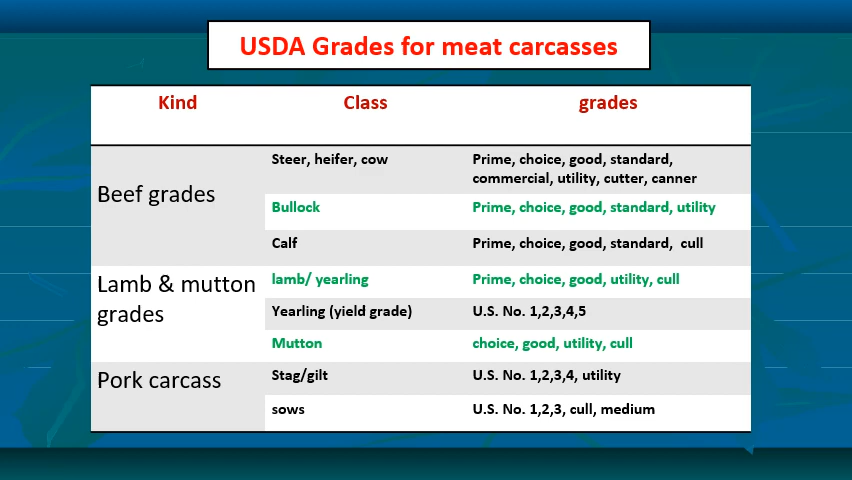 USDA Grades for meat carcasses
Kind Class grades
Beef grades
Steer, heifer, cow Prime, choice, good, standard,
commercial, utility, cutter, canner
Bullock Prime, choice, good, standard, utility
Calf Prime, choice, good, standard, cull
Lamb & mutton
grades
lamb/ yearling Prime, choice, good, utility, cull
Yearling (yield grade) U.S. No. 1,2,3,4,5
Mutton choice, good, utility, cull
Pork carcass
Stag/gilt U.S. No. 1,2,3,4, utility
sows U.S. No. 1,2,3, cull, medium